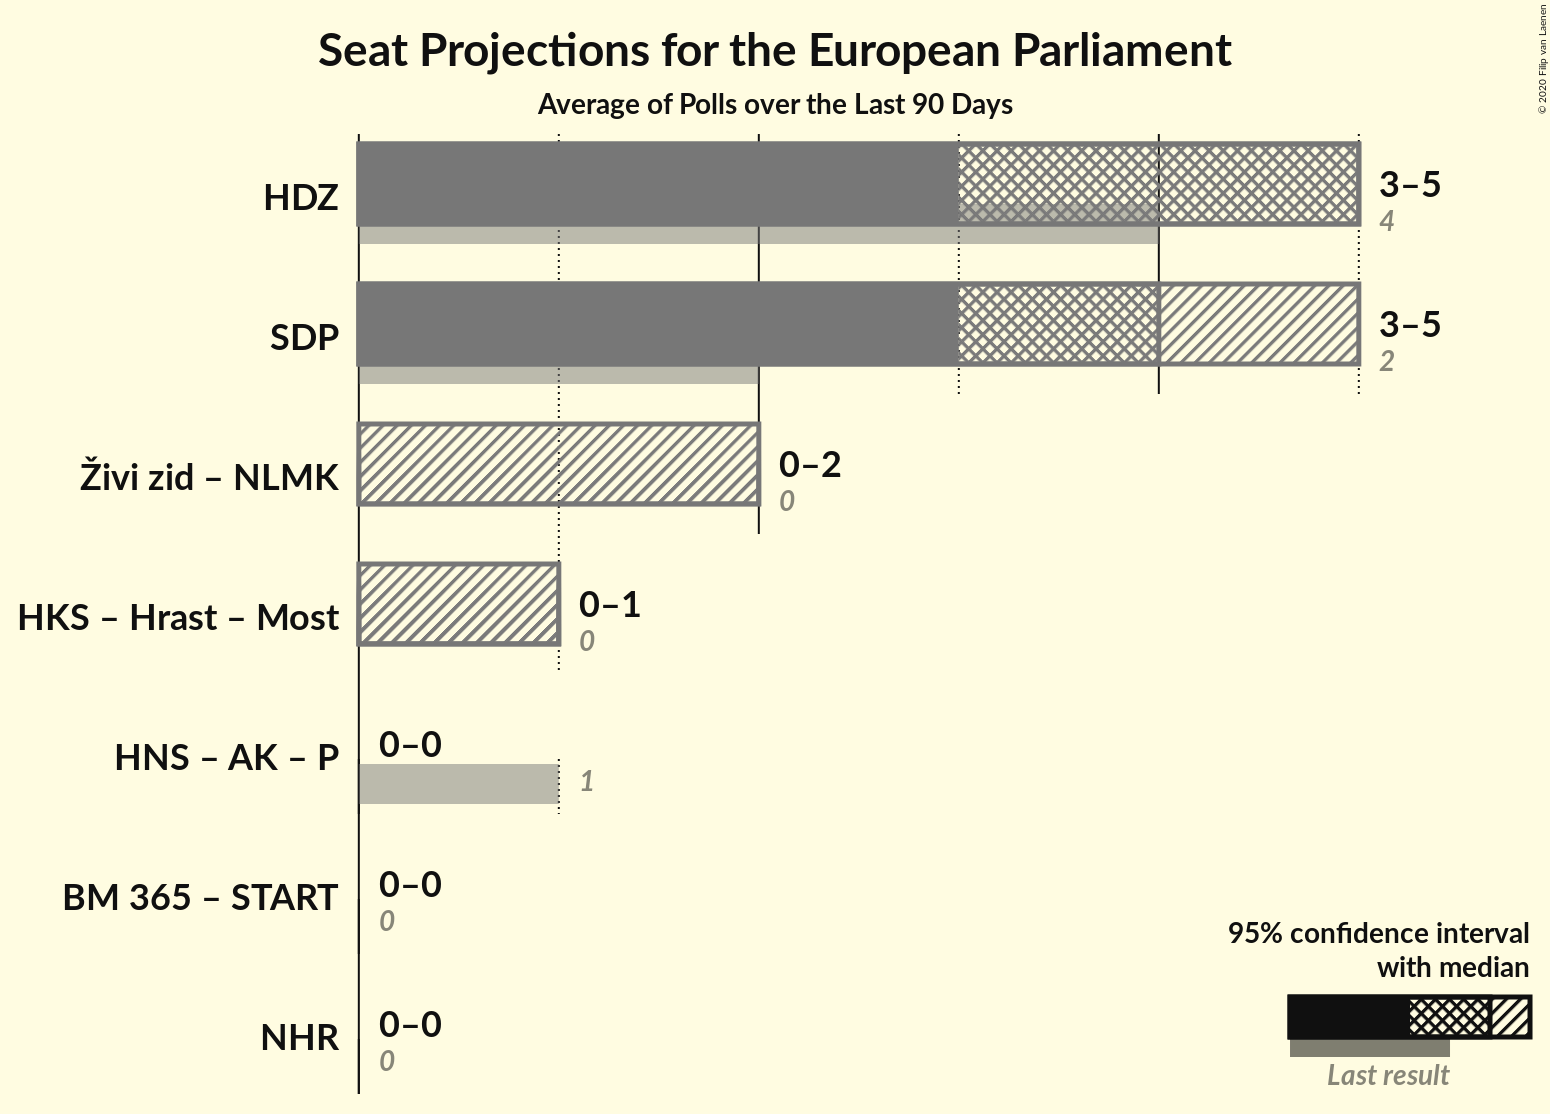 Seat Projections for the European Parliament
Average of Polls over the Last 90 Days
© 2020 Filip van Laenen
HDZ
3–5
4
SDP
3–5
2
Živi zid – NLMK
0–2
0
HKS – Hrast – Most
0–1
0
HNS – AK – P
0–0
1
BM 365 – START
0–0
0
NHR
0–0
0
95% confidence interval
with median
Last result